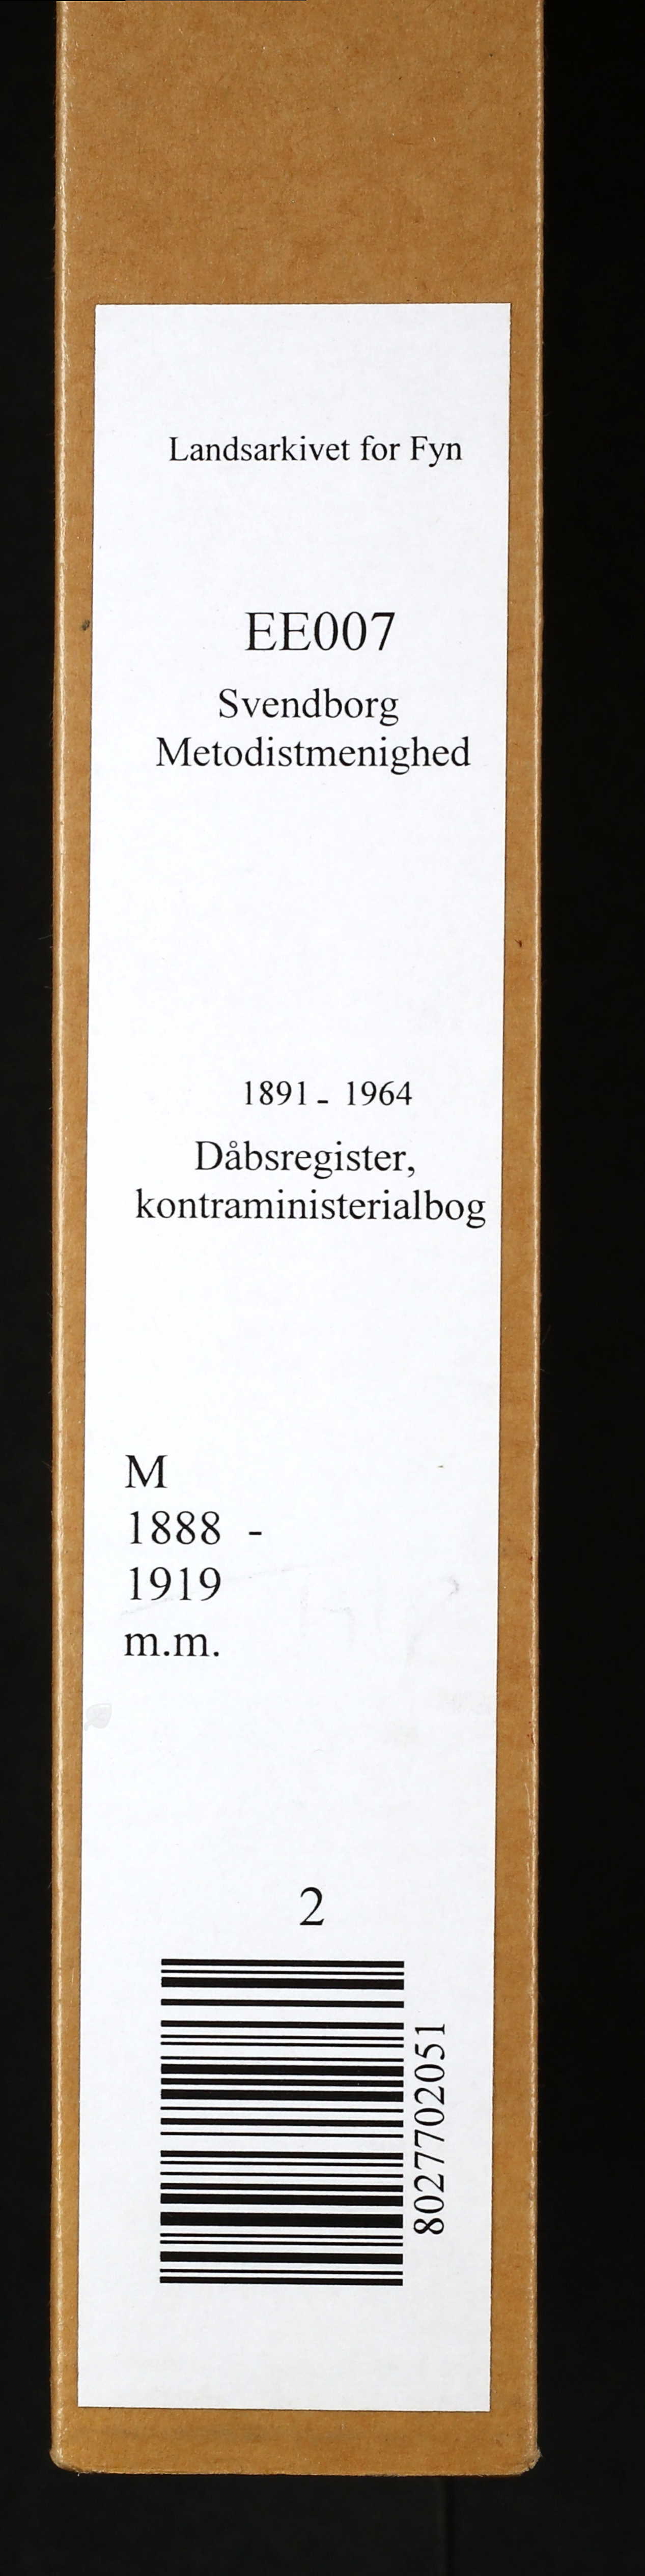 Landsarkivet for Fyn
EE007
Svendborg
Metodistmenighed
1891 - 1964
Dåbsregister,
kontraministerialbog
M
1888 -
1919
m.m.
2
8027702051